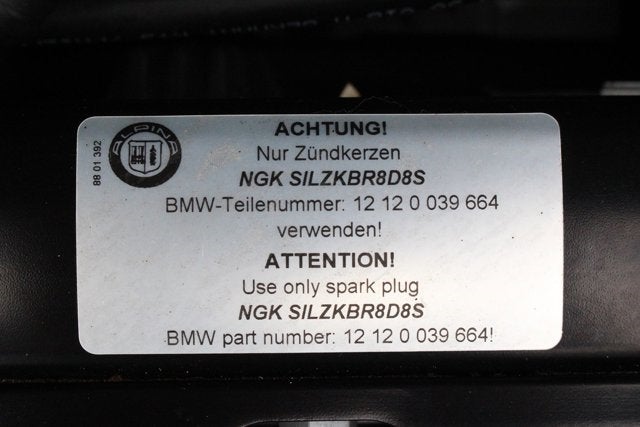 ALPINA
88 01 392
ACHTUNG!
Nur Zündkerzen
NGK SILZKBR8D8S
BMW-Teilenummer: 12 12 0 039 664
verwenden!
ATTENTION!
Use only spark plug
NGK SILZKBR8D8S
BMW part number: 12 12 0 039 664!